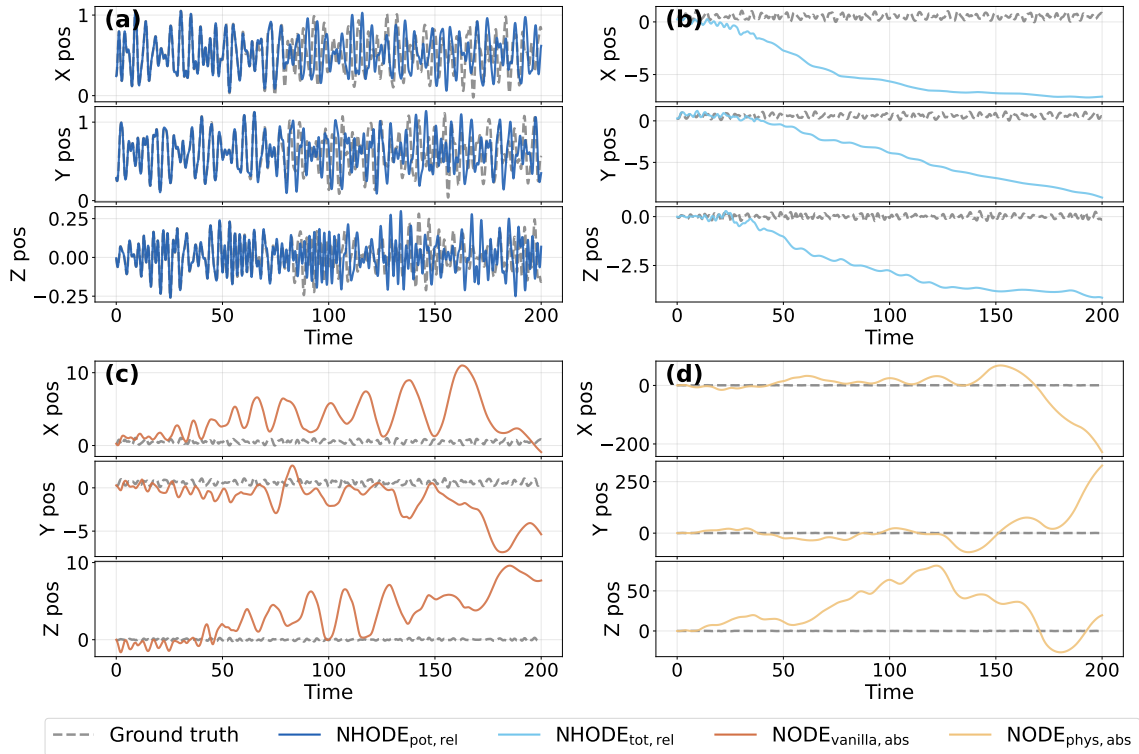 (a)
X pos
1
0
Y pos
1
0
Z pos
0.25
0.00
−0.25
0 50 100 150 200
Time
(b)
X pos
0
−5
Y pos
0
−5
Z pos
0.0
−2.5
0 50 100 150 200
Time
(c)
X pos
10
0
Y pos
0
−5
Z pos
10
0
0 50 100 150 200
Time
(d)
X pos
0
−200
Y pos
250
0
Z pos
50
0
0 50 100 150 200
Time
Ground truth NHODEpot, rel NHODEtot, rel NODEvanilla, abs NODEphys, abs